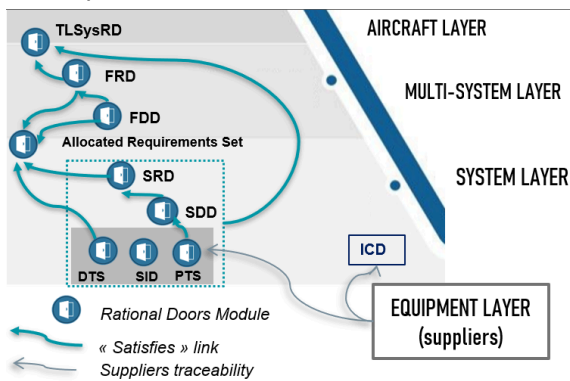 TLSysRD
AIRCRAFT LAYER
FRD
MULTI-SYSTEM LAYER
FDD
Allocated Requirements Set
SRD
SYSTEM LAYER
SDD
ICD
DTS
SID
PTS
Rational Doors Module
EQUIPMENT LAYER
(suppliers)
« Satisfies » link
Suppliers traceability